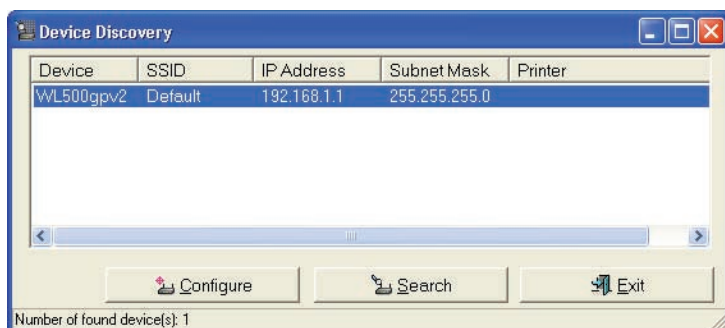 Device Discovery
Device SSID IP Address Subnet Mask Printer
WL500gpv2 Default 192.168.1.1 255.255.255.0
Configure Search Exit
Number of found device(s): 1